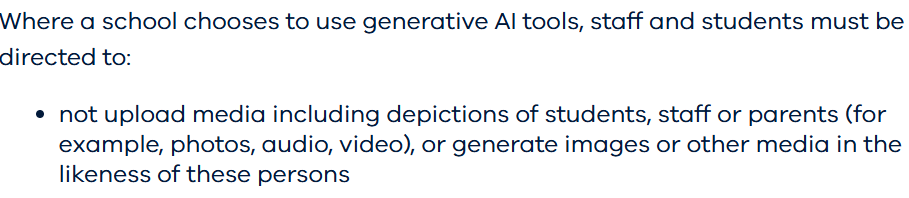 Where a school chooses to use generative AI tools, staff and students must be
directed to:
• not upload media including depictions of students, staff or parents (for
example, photos, audio, video), or generate images or other media in the
likeness of these persons